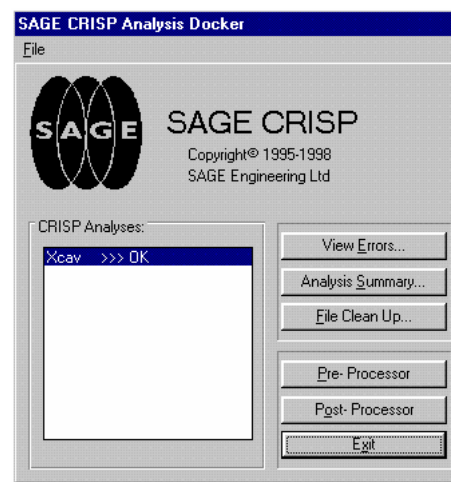 SAGE CRISP Analysis Docker
File
SAGE
SAGE CRISP
Copyright© 1995-1998
SAGE Engineering Ltd
CRISP Analyses:
Xcav >>> OK
View Errors...
Analysis Summary...
File Clean Up...
Pre- Processor
Post- Processor
Exit